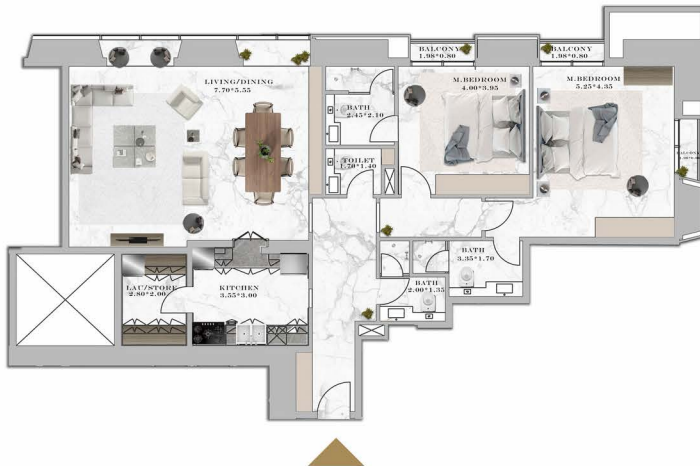 BALCONY
1.98*0.80
BALCONY
1.98*0.80
LIVING/DINING
7.70*5.55
M.BEDROOM
4.00*3.95
M.BEDROOM
5.25*4.35
BATH
2.45*2.10
TOILET
1.70*1.40
BATH
3.35*1.70
BATH
2.00*1.35
LAU/STORE
2.80*2.00
KITCHEN
3.55*3.00
BALCONY